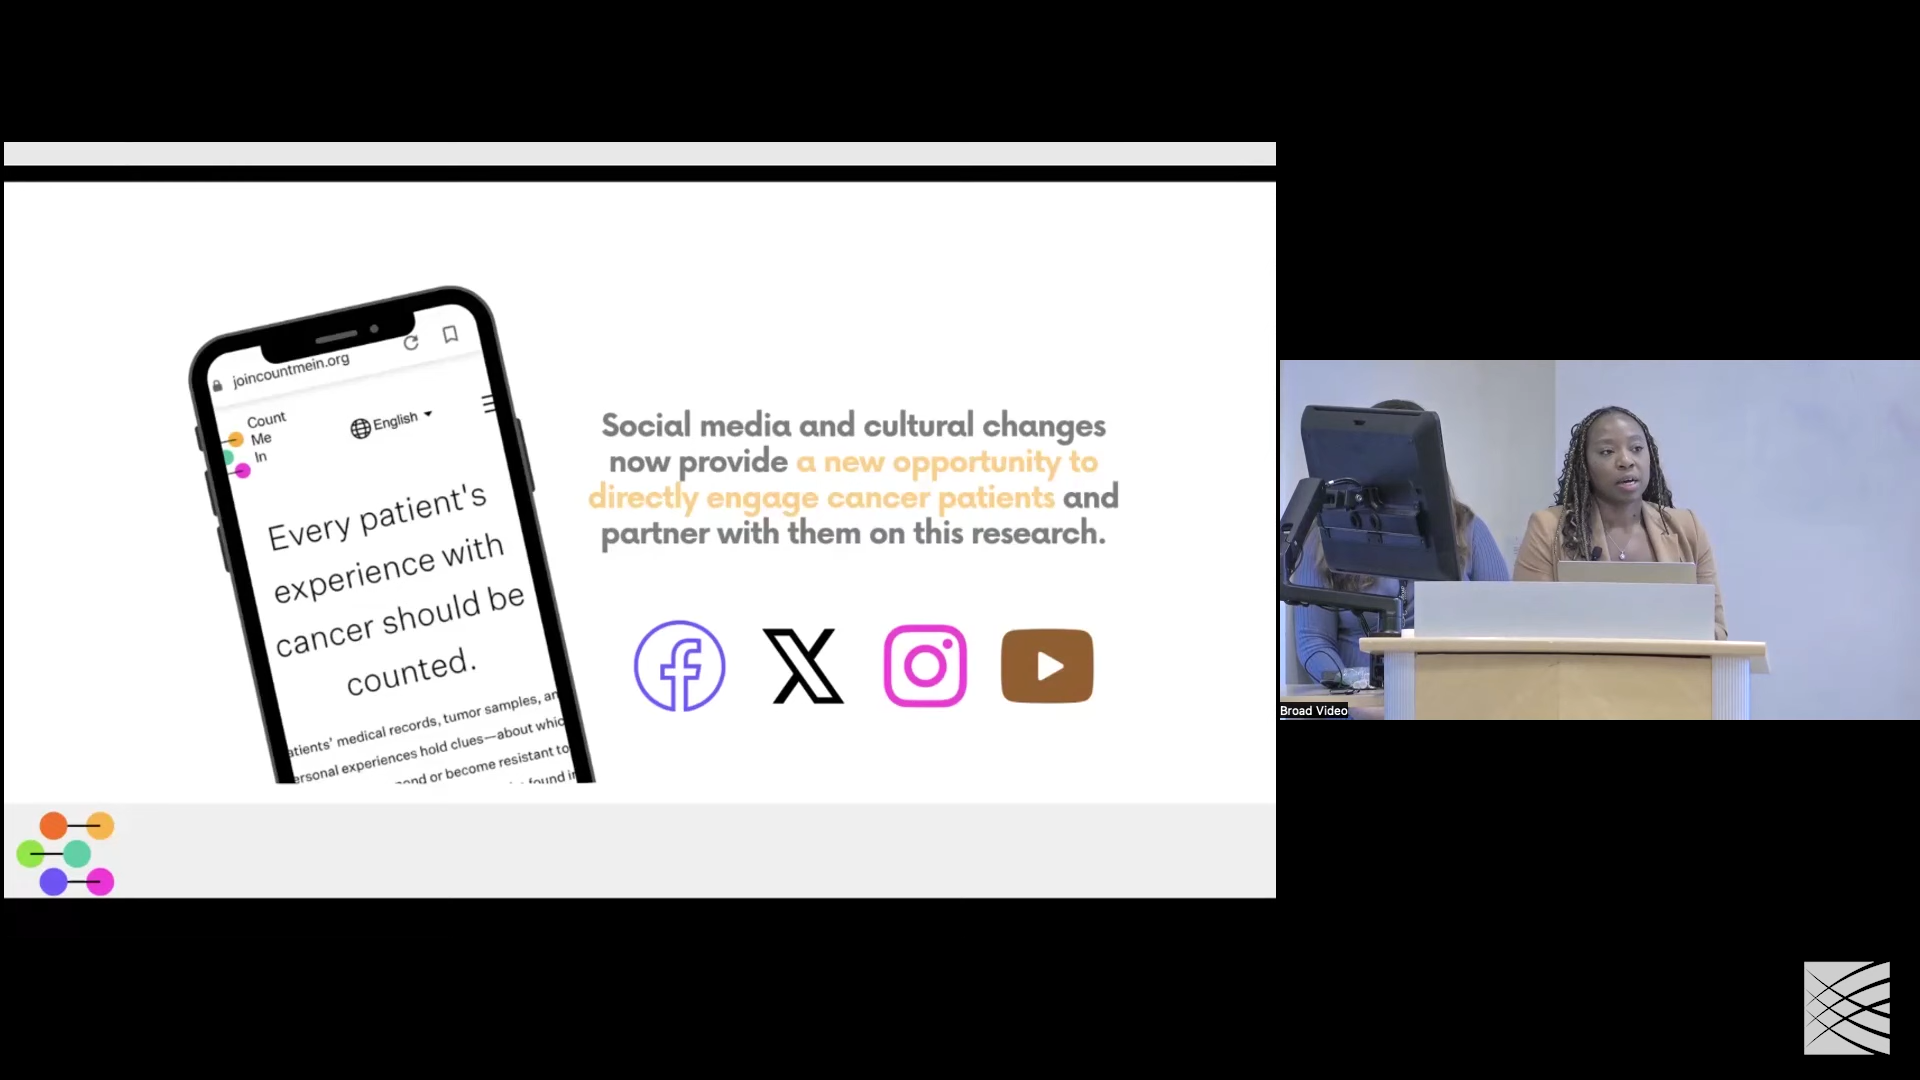 joincountmein.org
Count
Me
In
English
Every patient's
experience with
cancer should be
counted.
medical records, tumor samples,
experiences hold clues—about
or become resistant to
found
Social media and cultural changes
now provide a new opportunity to
directly engage cancer patients and
partner with them on this research.
Broad Video